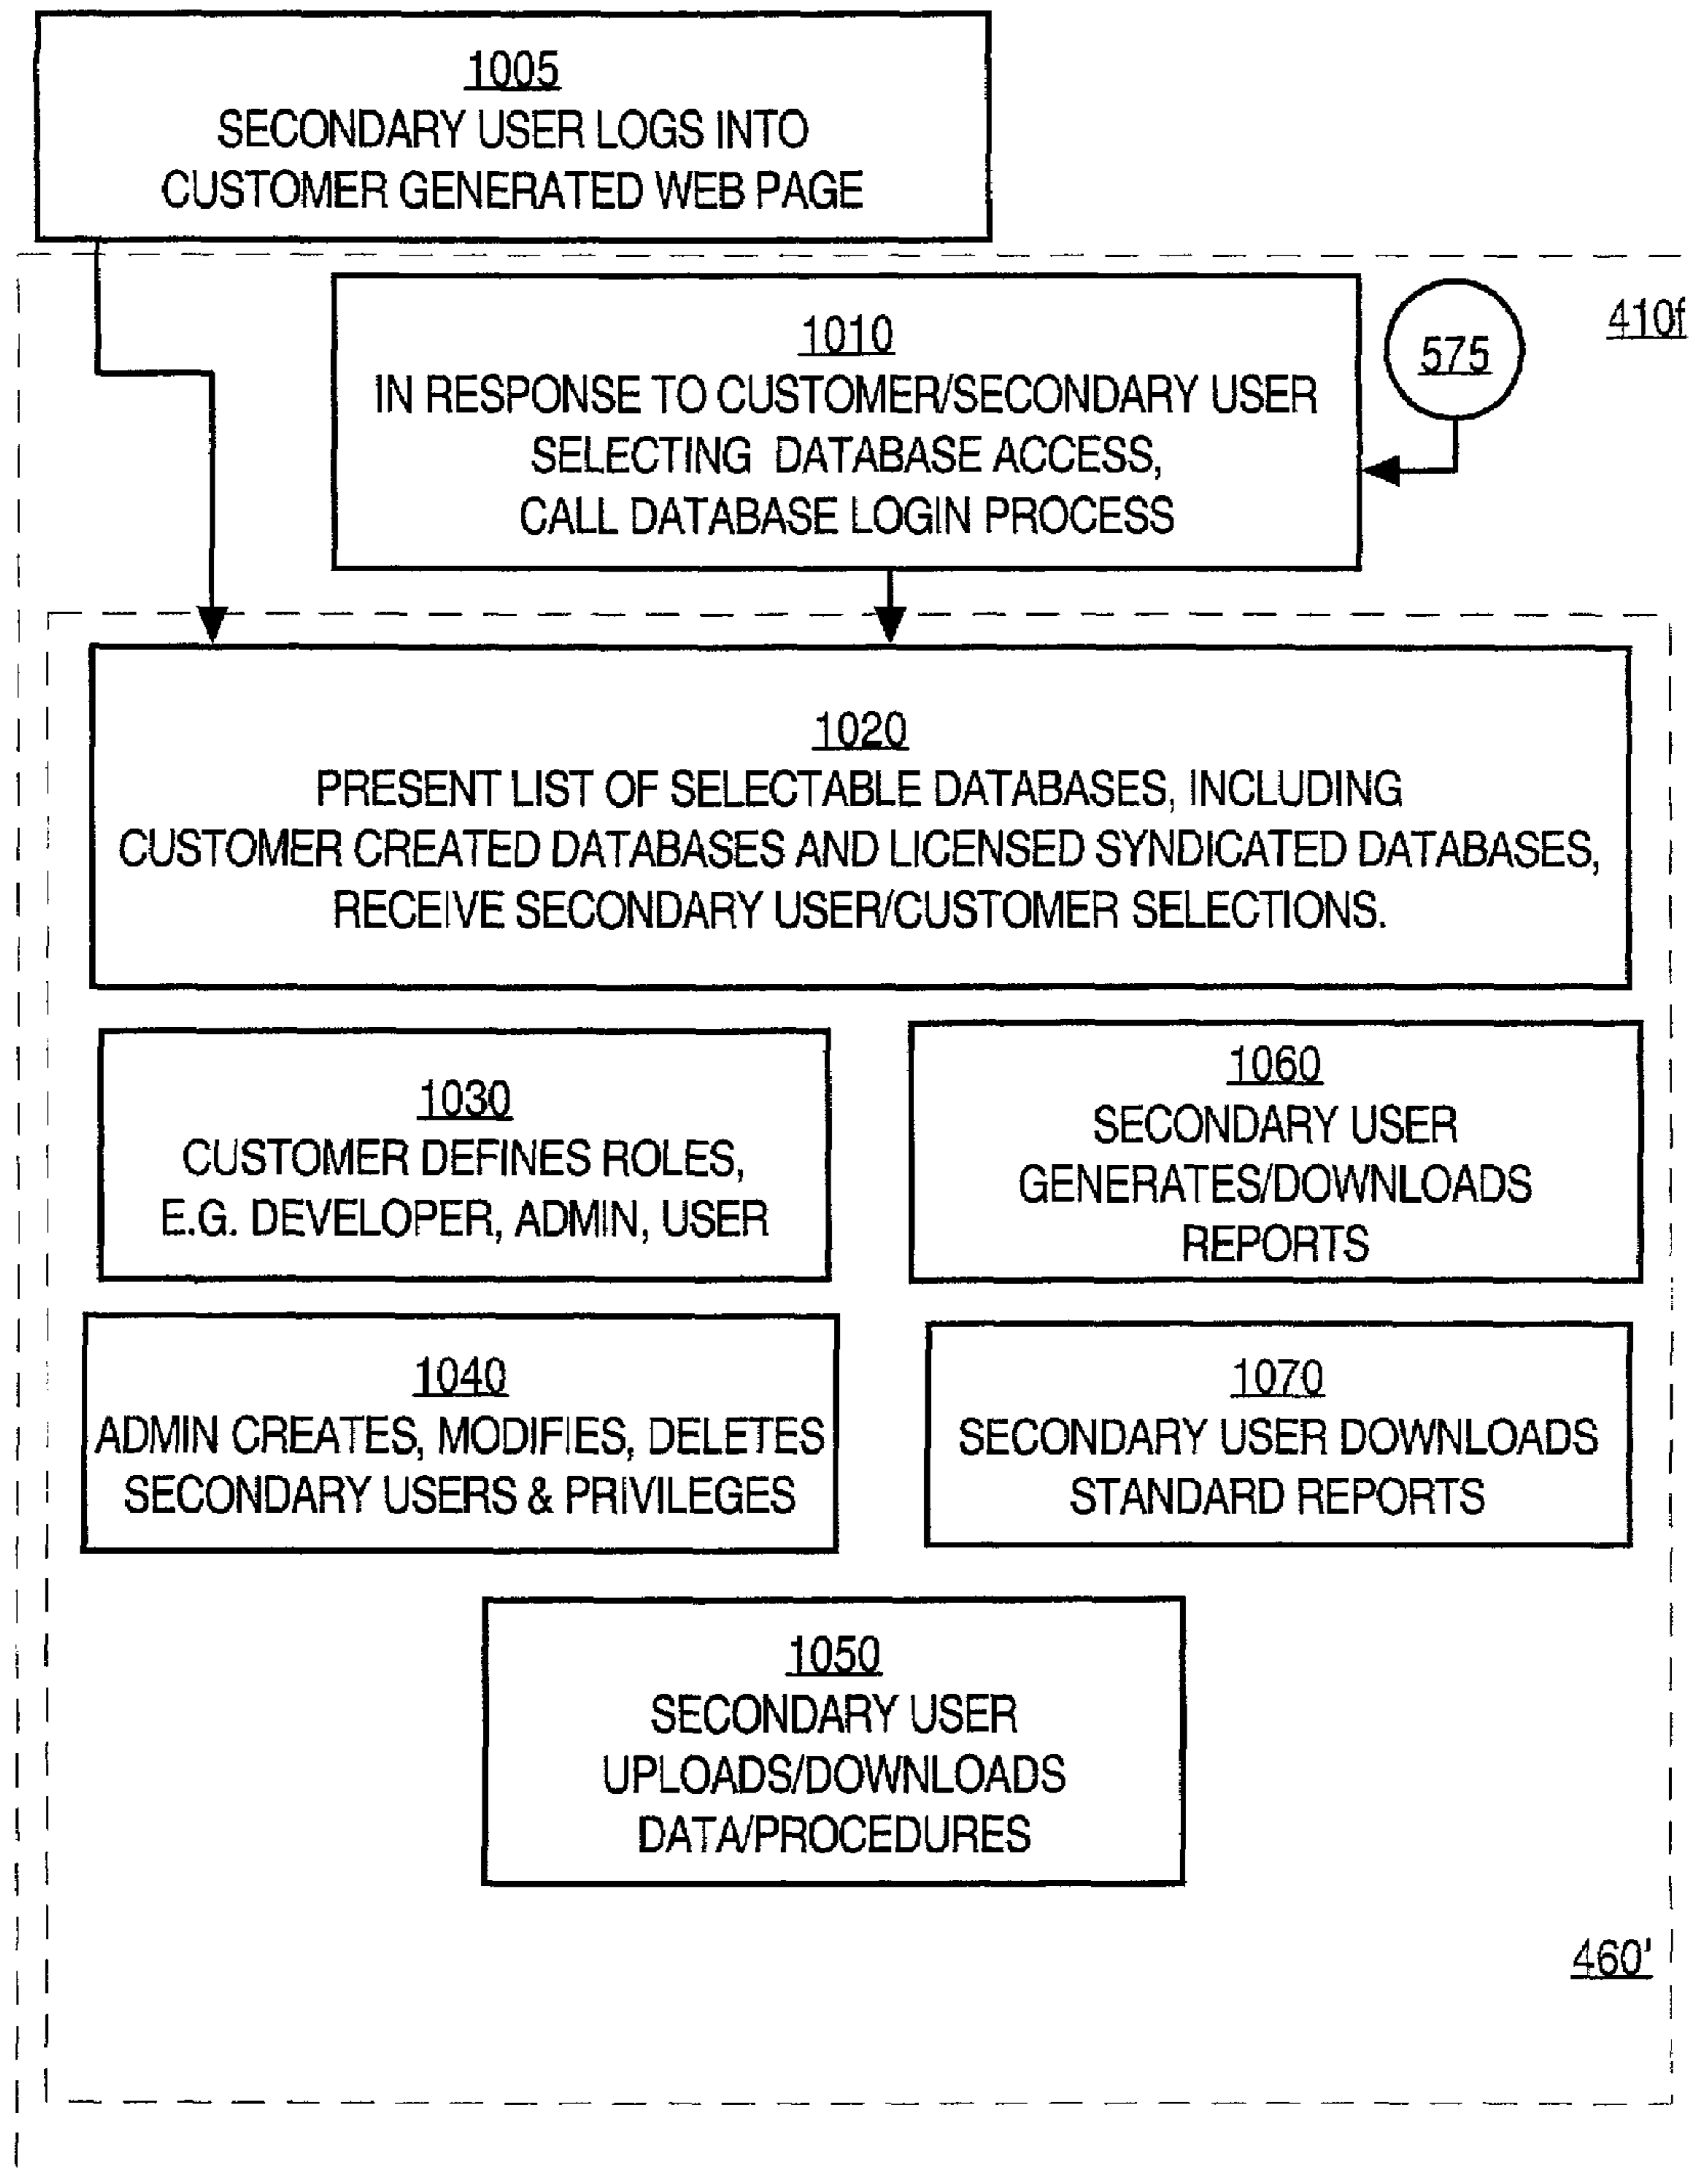 1005
SECONDARY USER LOGS INTO
CUSTOMER GENERATED WEB PAGE
410f
1010
IN RESPONSE TO CUSTOMER/SECONDARY USER
SELECTING DATABASE ACCESS,
CALL DATABASE LOGIN PROCESS
575
1020
PRESENT LIST OF SELECTABLE DATABASES, INCLUDING
CUSTOMER CREATED DATABASES AND LICENSED SYNDICATED DATABASES,
RECEIVE SECONDARY USER/CUSTOMER SELECTIONS.
1030
CUSTOMER DEFINES ROLES,
E.G. DEVELOPER, ADMIN, USER
1060
SECONDARY USER
GENERATES/DOWNLOADS
REPORTS
1040
ADMIN CREATES, MODIFIES, DELETES
SECONDARY USERS & PRIVILEGES
1070
SECONDARY USER DOWNLOADS
STANDARD REPORTS
1050
SECONDARY USER
UPLOADS/DOWNLOADS
DATA/PROCEDURES
460'